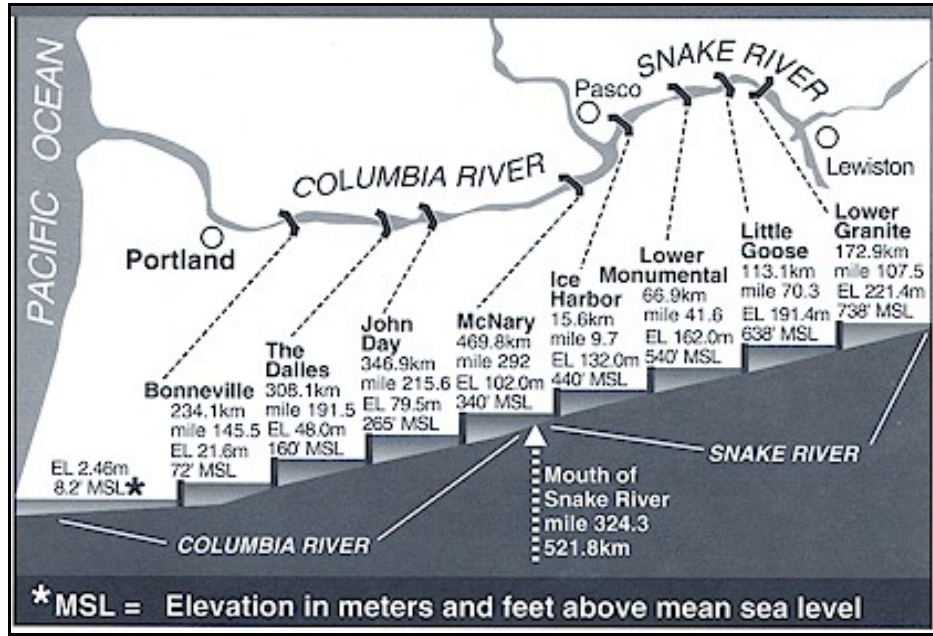 PACIFIC OCEAN
SNAKE RIVER
Pasco
Lewiston
COLUMBIA RIVER
Portland
Bonneville
234.1km
mile 145.5
EL 21.6m
72' MSL
The
Dalles
308.1km
mile 191.5
EL 48.0m
160' MSL
John
Day
346.9km
mile 215.6
EL 79.5m
265' MSL
McNary
469.8km
mile 292
EL 102.0m
340' MSL
Ice
Harbor
15.6km
mile 9.7
EL 132.0m
440' MSL
Lower
Monumental
66.9km
mile 41.6
EL 162.0m
540' MSL
Little
Goose
113.1km
mile 70.3
EL 191.4m
638' MSL
Lower
Granite
172.9km
mile 107.5
EL 221.4m
738' MSL
EL 2.46m
8.2' MSL*
SNAKE RIVER
Mouth of
Snake River
mile 324.3
521.8km
COLUMBIA RIVER
*MSL = Elevation in meters and feet above mean sea level